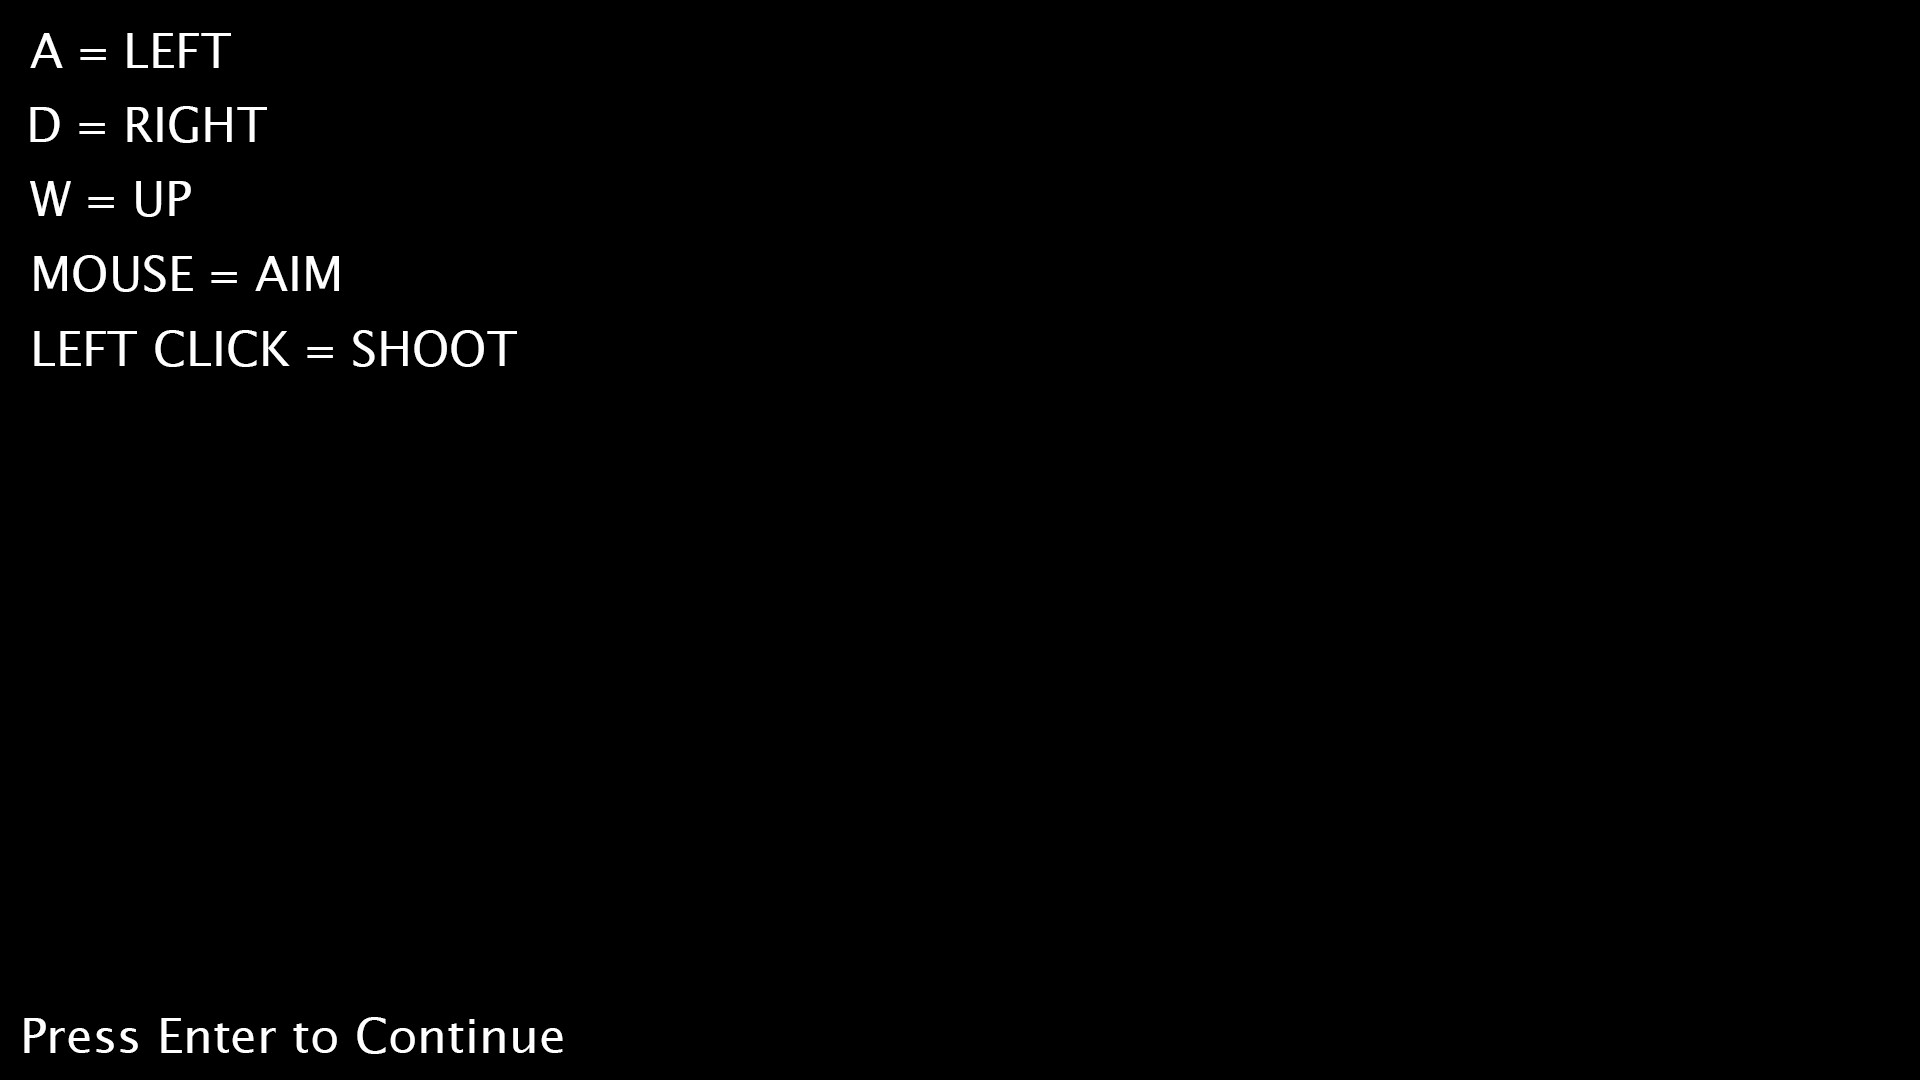 A = LEFT
D = RIGHT
W = UP
MOUSE = AIM
LEFT CLICK = SHOOT
Press Enter to Continue